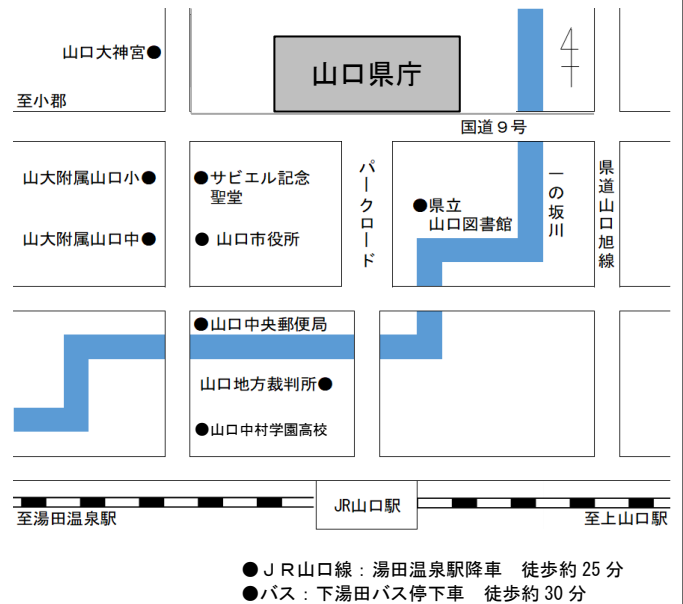 山口大神宮●
山口県庁
至小郡
国道９号
山大附属山口小●
●サビエル記念
聖堂
パークロード
●県立
山口図書館
一の坂川
県道山口旭線
山大附属山口中●
● 山口市役所
●山口中央郵便局
山口地方裁判所●
●山口中村学園高校
JR山口駅
至湯田温泉駅
至上山口駅
●ＪＲ山口線：湯田温泉駅降車　徒歩約 25 分
●バス：下湯田バス停下車　徒歩約 30 分